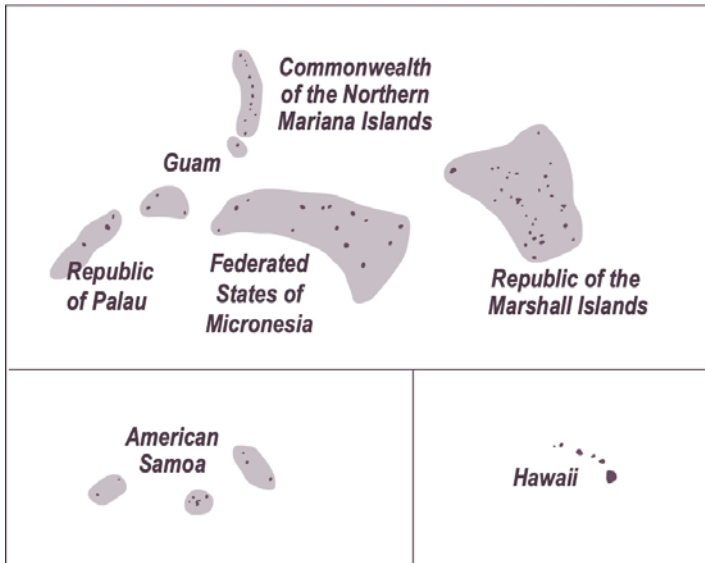 Commonwealth
of the Northern
Mariana Islands
Guam
Republic
of Palau
Federated
States of
Micronesia
Republic of the
Marshall Islands
American
Samoa
Hawaii